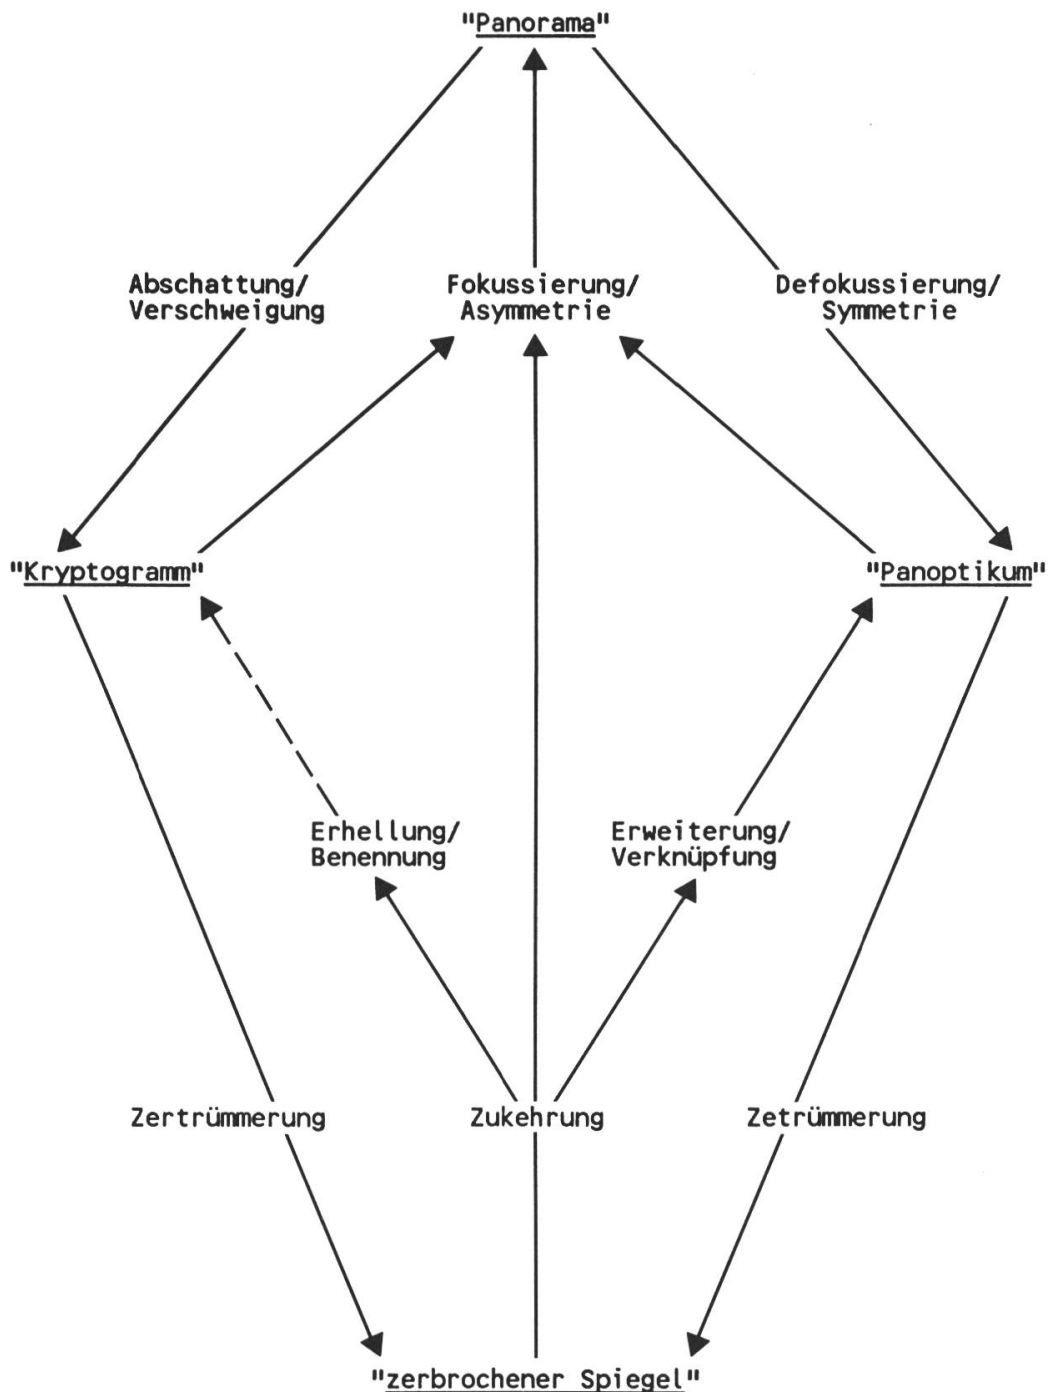 "Panorama"
Abschattung/
Verschweigung
Fokussierung/
Asymmetrie
Defokussierung/
Symmetrie
"Kryptogramm"
"Panoptikum"
Erhellung/
Benennung
Erweiterung/
Verknüpfung
Zertrümmerung
Zukehrung
Zetrümmerung
"zerbrochener Spiegel"